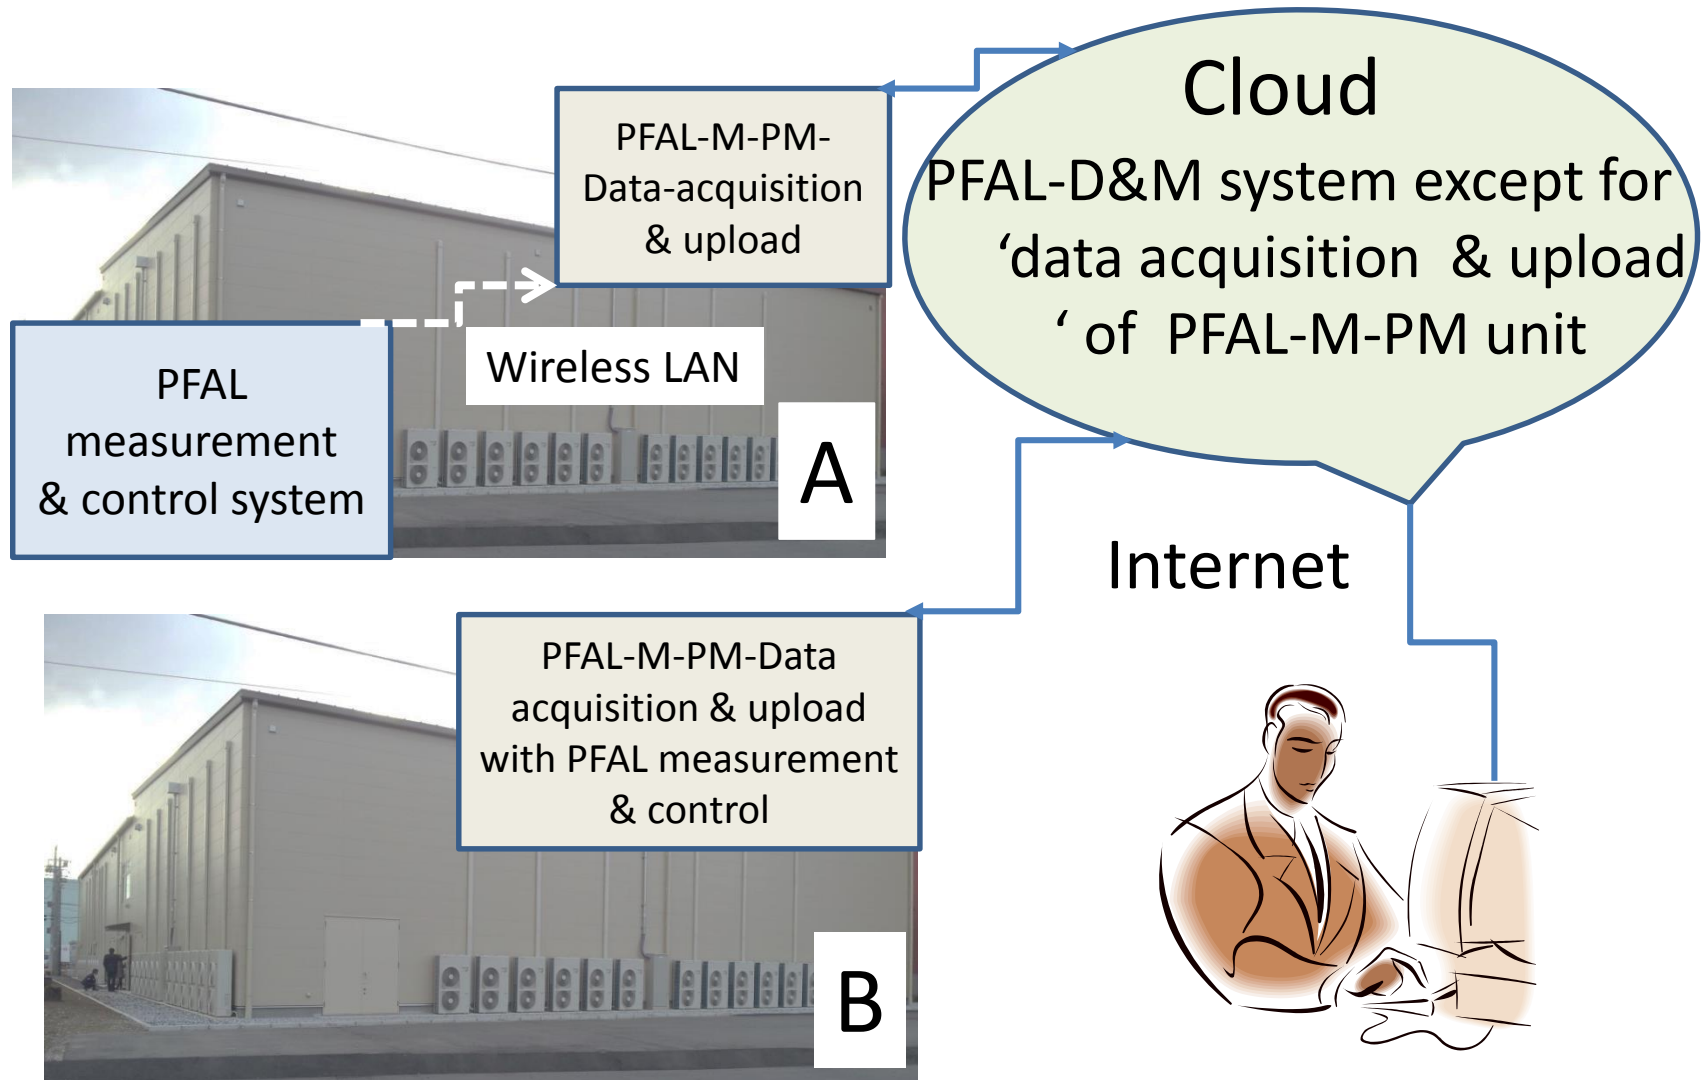 PFAL-M-PM-
Data-acquisition
& upload
PFAL
measurement
& control system
Wireless LAN
A
Cloud
PFAL-D&M system except for
‘data acquisition & upload
‘ of PFAL-M-PM unit
Internet
PFAL-M-PM-Data
acquisition & upload
with PFAL measurement
& control
B